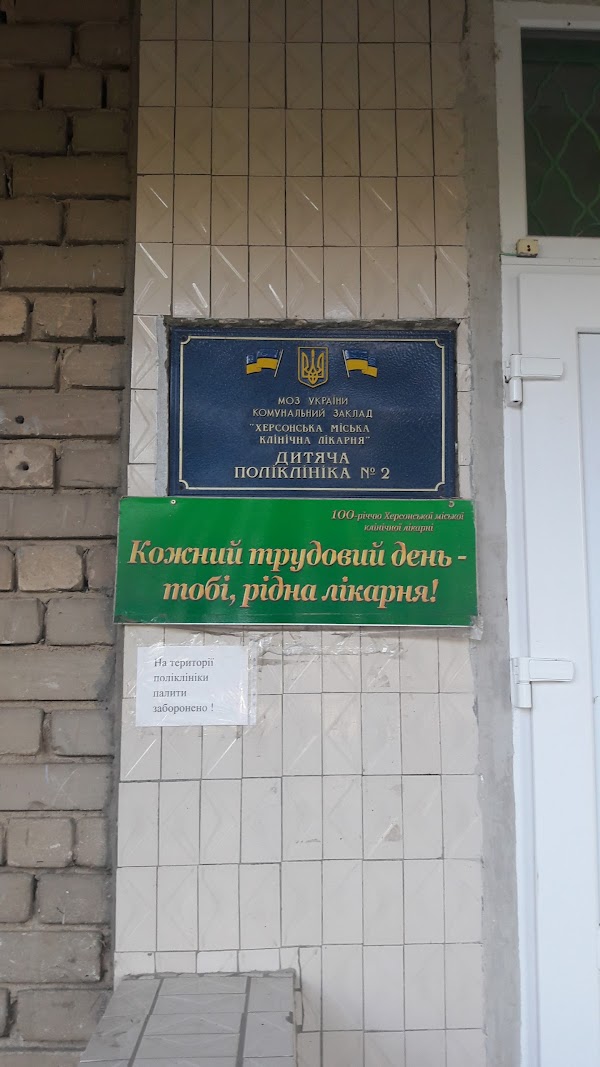 МОЗ УКРАЇНИ
КОМУНАЛЬНИЙ ЗАКЛАД
"ХЕРСОНСЬКА МІСЬКА
КЛІНІЧНА ЛІКАРНЯ"
ДИТЯЧА
ПОЛІКЛІНІКА № 2
100-річчю Херсонської міської
клінічної лікарні
Кожний трудовий день -
тобі, рідна лікарня!
На території
поліклініки
палити
заборонено !